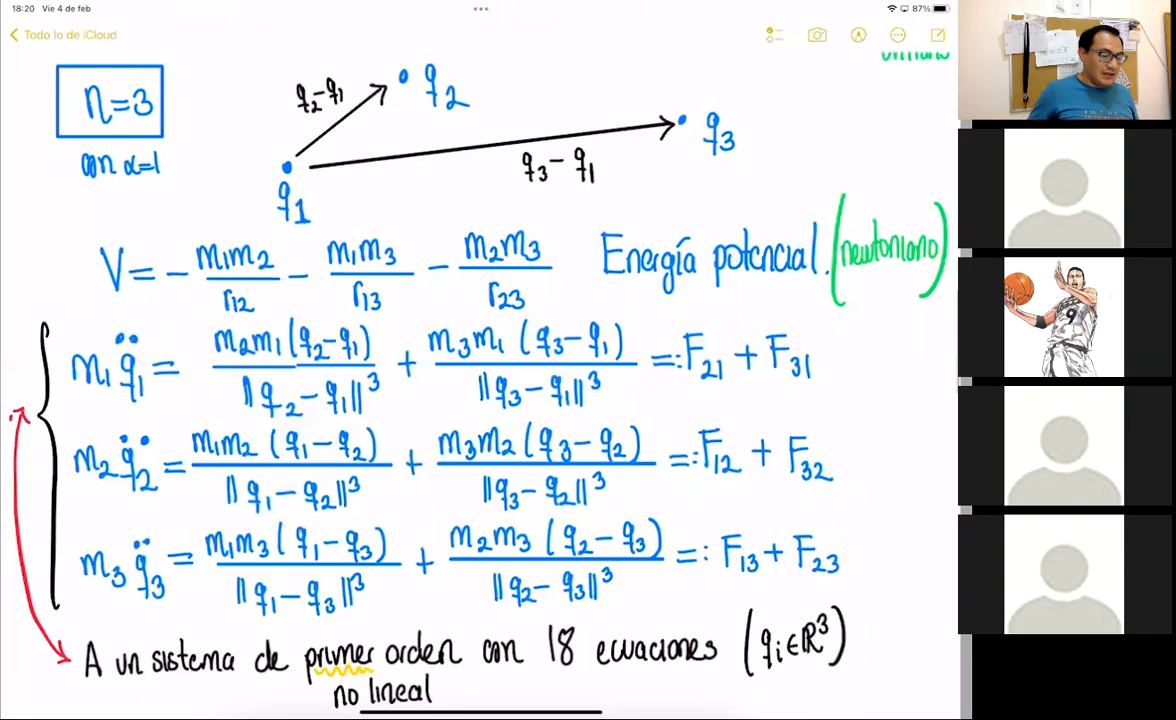 18:20 Vie 4 de feb
87%
Todo lo de iCloud
n=3
con α=1
q2-q1
q2
q3
q3-q1
q1
V = - m1m2/r12 - m1m3/r13 - m2m3/r23 Energía potencial. (newtoniano)
m1 q̈1 = m2m1(q2-q1)/||q2-q1||³ + m3m1(q3-q1)/||q3-q1||³ =: F21 + F31
m2 q̈2 = m1m2(q1-q2)/||q1-q2||³ + m3m2(q3-q2)/||q3-q2||³ =: F12 + F32
m3 q̈3 = m1m3(q1-q3)/||q1-q3||³ + m2m3(q2-q3)/||q2-q3||³ =: F13 + F23
A un sistema de primer orden con 18 ecuaciones (qi∈ℝ³)
no lineal
9